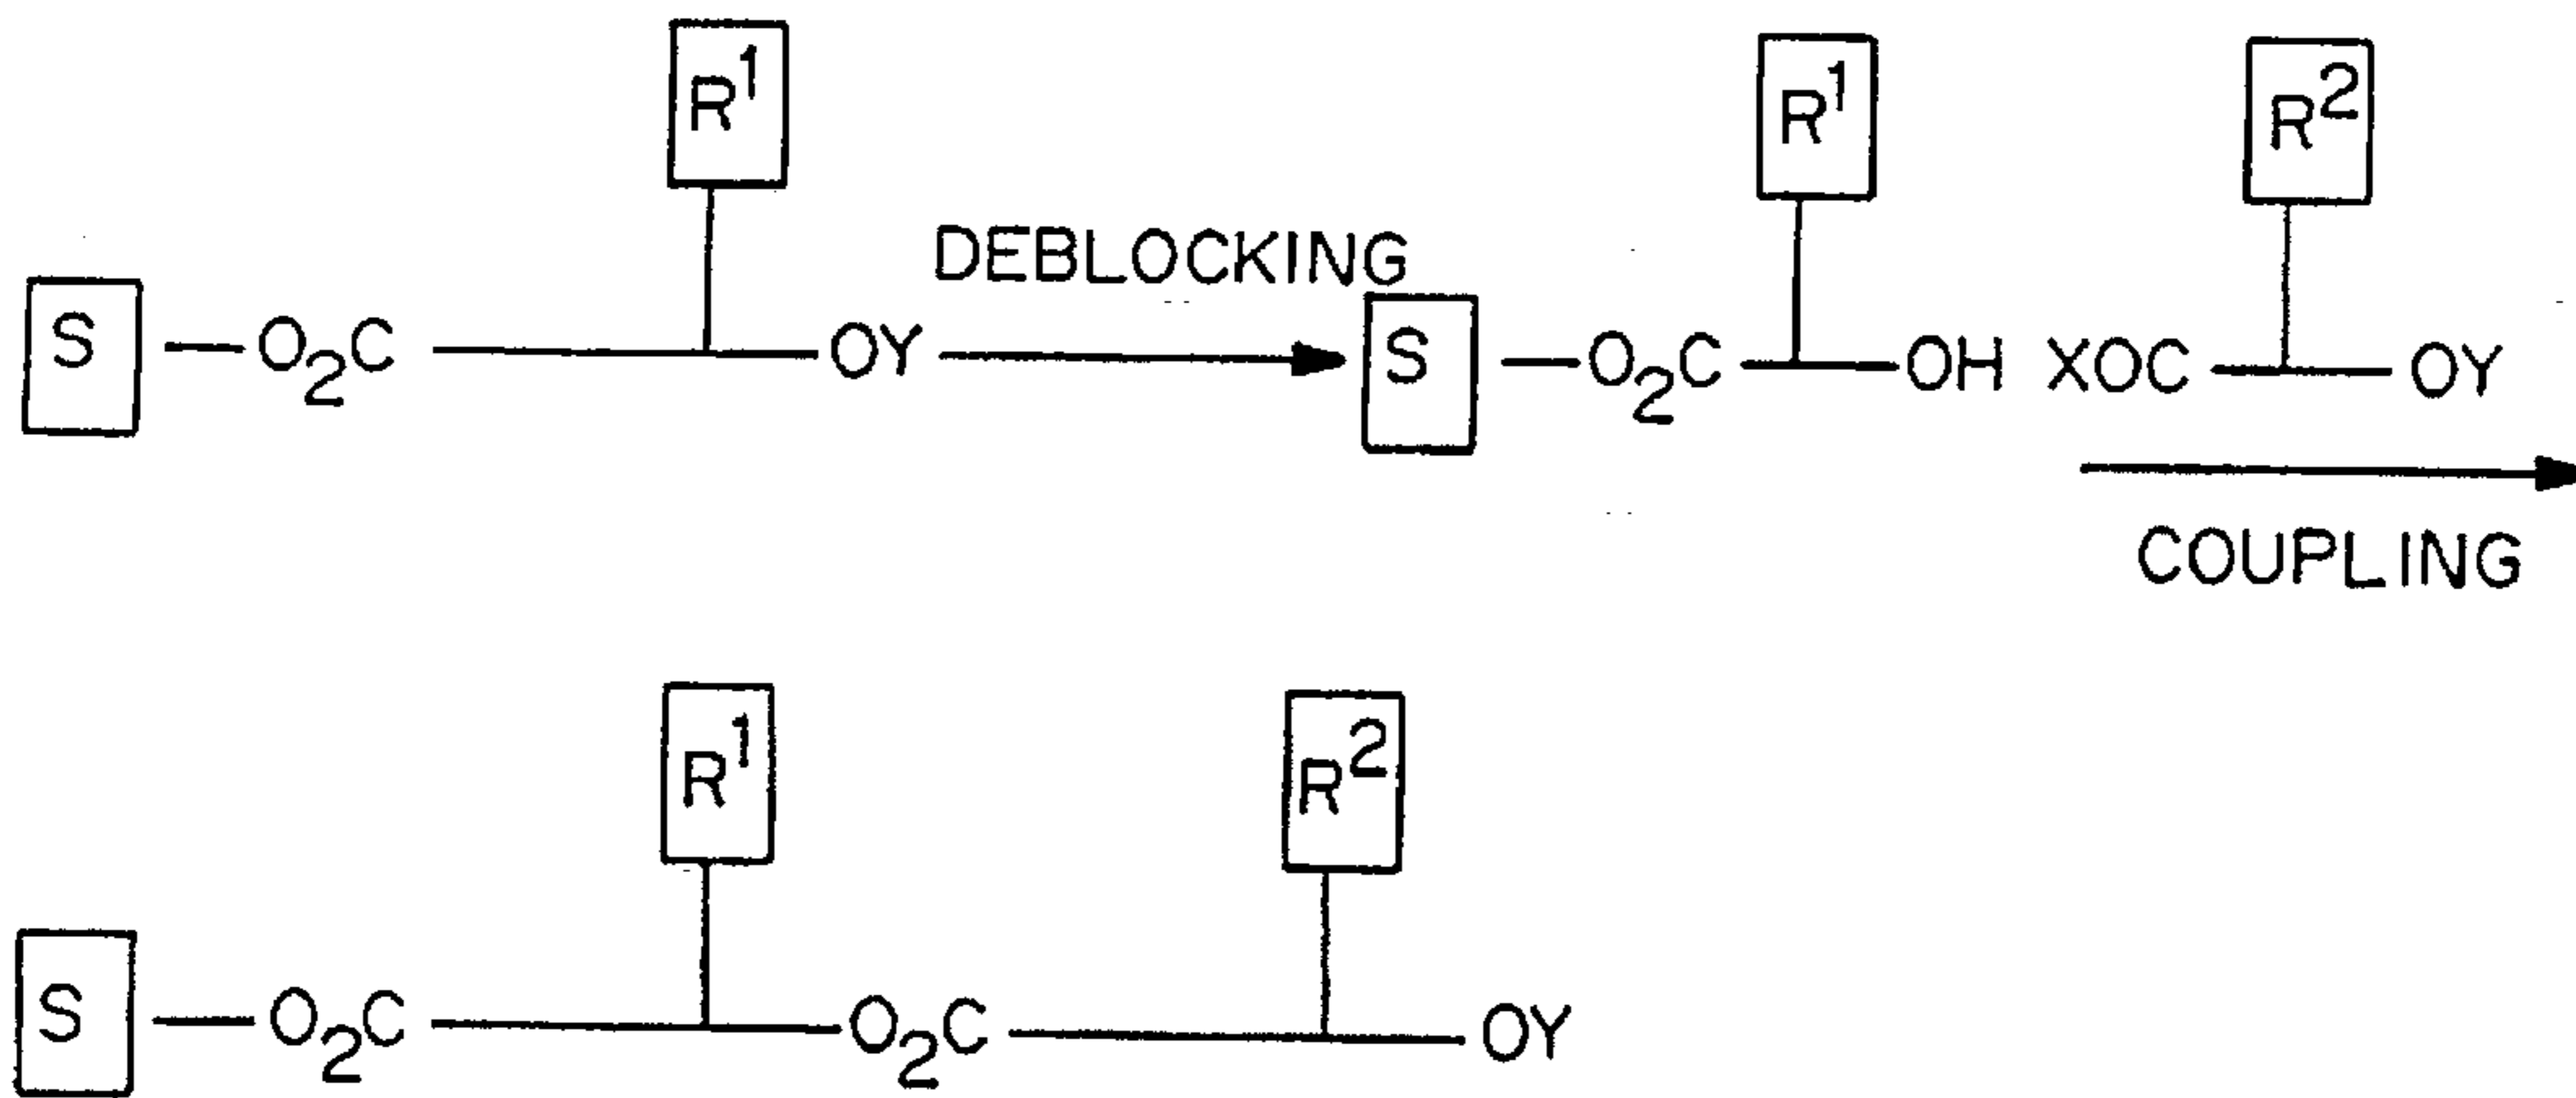 R¹ R¹ R²
S O₂C OY DEBLOCKING S O₂C OH XOC OY
COUPLING
R¹ R²
S O₂C O₂C OY